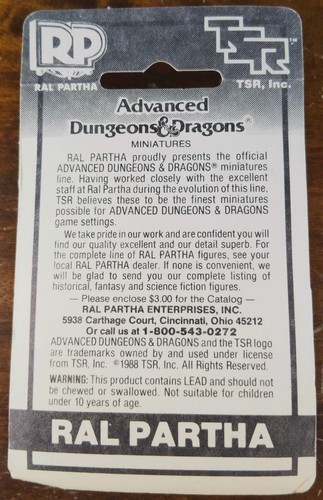 RP
RAL PARTHA
TSR™
TSR, Inc.
Advanced
Dungeons & Dragons®
MINIATURES
RAL PARTHA proudly presents the official
ADVANCED DUNGEONS & DRAGONS® miniatures
line. Having worked closely with the excellent
staff at Ral Partha during the evolution of this line,
TSR believes these to be the finest miniatures
possible for ADVANCED DUNGEONS & DRAGONS
game settings.
We take pride in our work and are confident you will
find our quality excellent and our detail superb. For
the complete line of RAL PARTHA figures, see your
local RAL PARTHA dealer. If none is convenient, we
will be glad to send you our complete listing of
historical, fantasy and science fiction figures.
— Please enclose $3.00 for the Catalog —
RAL PARTHA ENTERPRISES, INC.
5938 Carthage Court, Cincinnati, Ohio 45212
Or call us at 1-800-543-0272
ADVANCED DUNGEONS & DRAGONS and the TSR logo
are trademarks owned by and used under license
from TSR, Inc. ©1988 TSR, Inc. All Rights Reserved.
WARNING: This product contains LEAD and should not
be chewed or swallowed. Not suitable for children
under 10 years of age.
RAL PARTHA